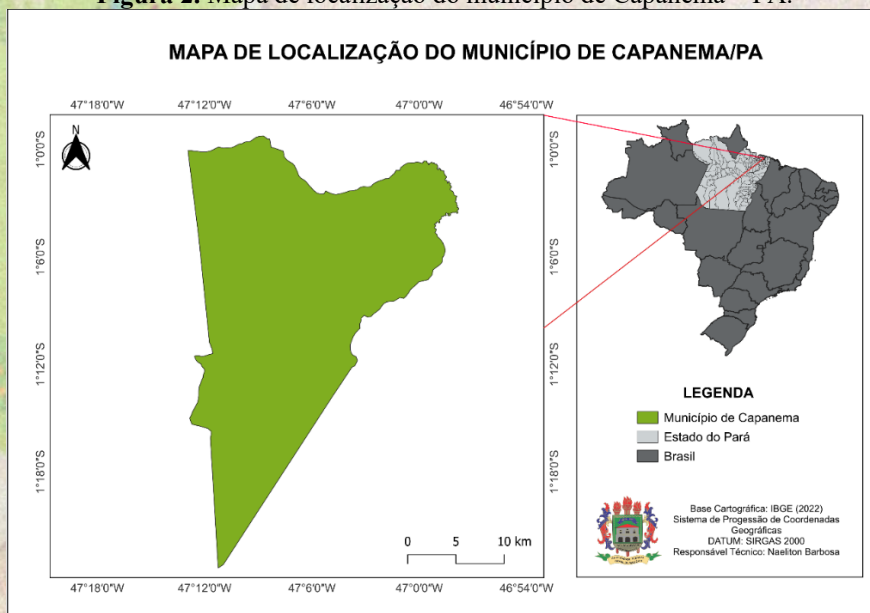 Figura 2. Mapa de localização do município de Capanema – PA.
MAPA DE LOCALIZAÇÃO DO MUNICÍPIO DE CAPANEMA/PA
47°18'0"W 47°12'0"W 47°6'0"W 47°0'0"W 46°54'0"W
N
1°0'0"S 1°0'0"S
1°6'0"S 1°6'0"S
1°12'0"S 1°12'0"S
1°18'0"S 1°18'0"S
0 5 10 km
47°18'0"W 47°12'0"W 47°6'0"W 47°0'0"W 46°54'0"W
LEGENDA
Município de Capanema
Estado do Pará
Brasil
Base Cartográfica: IBGE (2022)
Sistema de Progessão de Coordenadas
Geográficas
DATUM: SIRGAS 2000
Responsável Técnico: Naeliton Barbosa